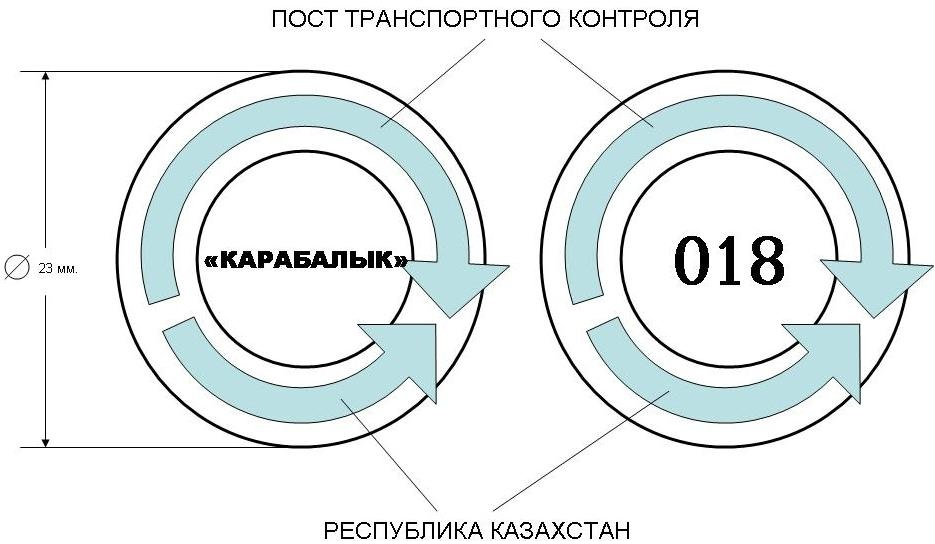 ПОСТ ТРАНСПОРТНОГО КОНТРОЛЯ
«КАРАБАЛЫК»
018
23 мм.
РЕСПУБЛИКА КАЗАХСТАН